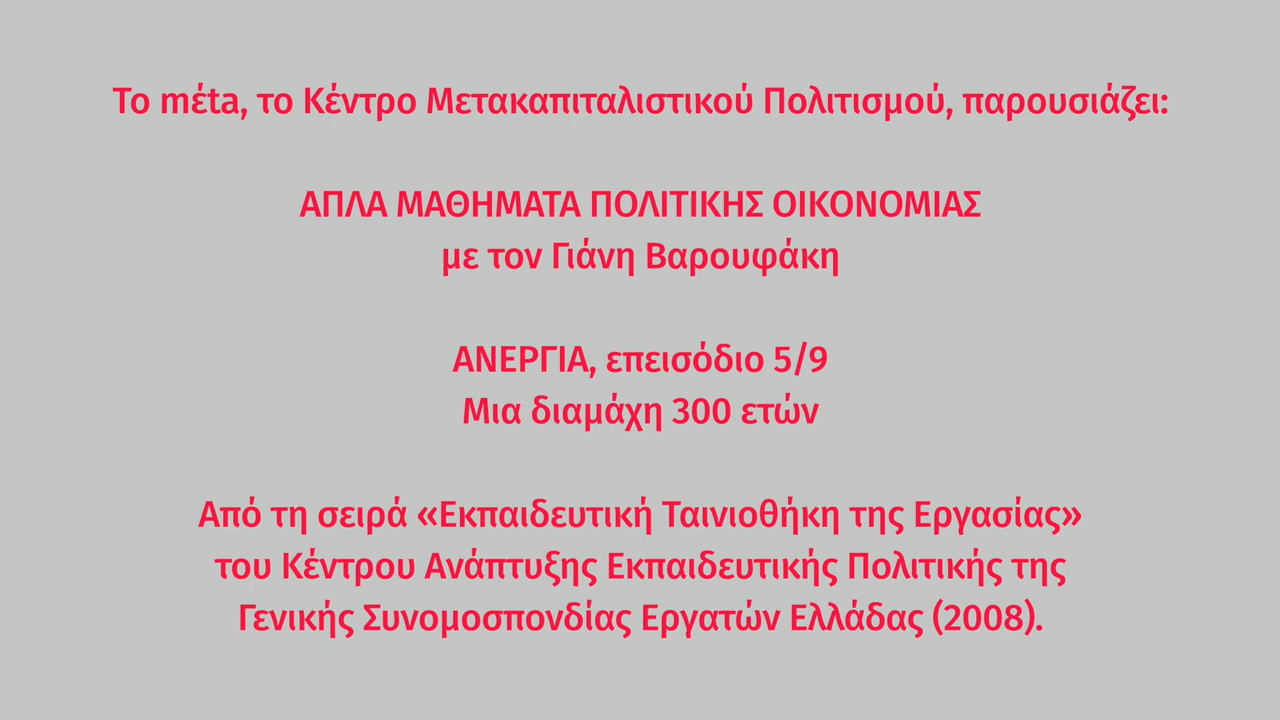 Το mέta, το Κέντρο Μετακαπιταλιστικού Πολιτισμού, παρουσιάζει:
ΑΠΛΑ ΜΑΘΗΜΑΤΑ ΠΟΛΙΤΙΚΗΣ ΟΙΚΟΝΟΜΙΑΣ
με τον Γιάνη Βαρουφάκη
ΑΝΕΡΓΙΑ, επεισόδιο 5/9
Μια διαμάχη 300 ετών
Από τη σειρά «Εκπαιδευτική Ταινιοθήκη της Εργασίας»
του Κέντρου Ανάπτυξης Εκπαιδευτικής Πολιτικής της
Γενικής Συνομοσπονδίας Εργατών Ελλάδας (2008).